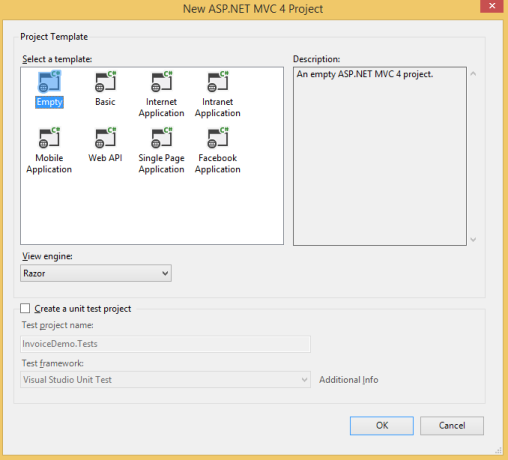 New ASP.NET MVC 4 Project
Project Template
Select a template:
Description:
C#
C#
C#
C#
Empty
Basic
Internet
Application
Intranet
Application
An empty ASP.NET MVC 4 project.
C#
C#
C#
C#
Mobile
Application
Web API
Single Page
Application
Facebook
Application
View engine:
Razor
Create a unit test project
Test project name:
InvoiceDemo.Tests
Test framework:
Visual Studio Unit Test
Additional Info
OK
Cancel